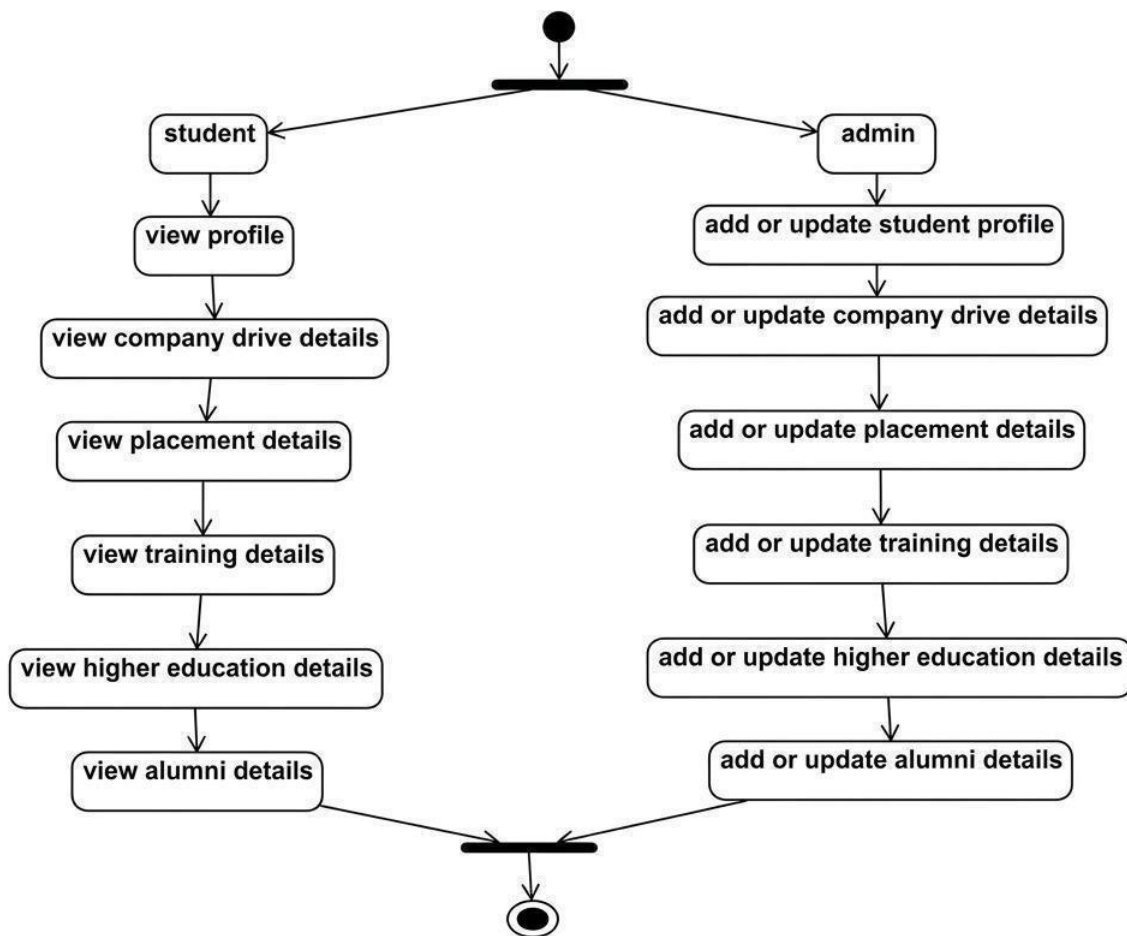 student
view profile
view company drive details
view placement details
view training details
view higher education details
view alumni details
admin
add or update student profile
add or update company drive details
add or update placement details
add or update training details
add or update higher education details
add or update alumni details